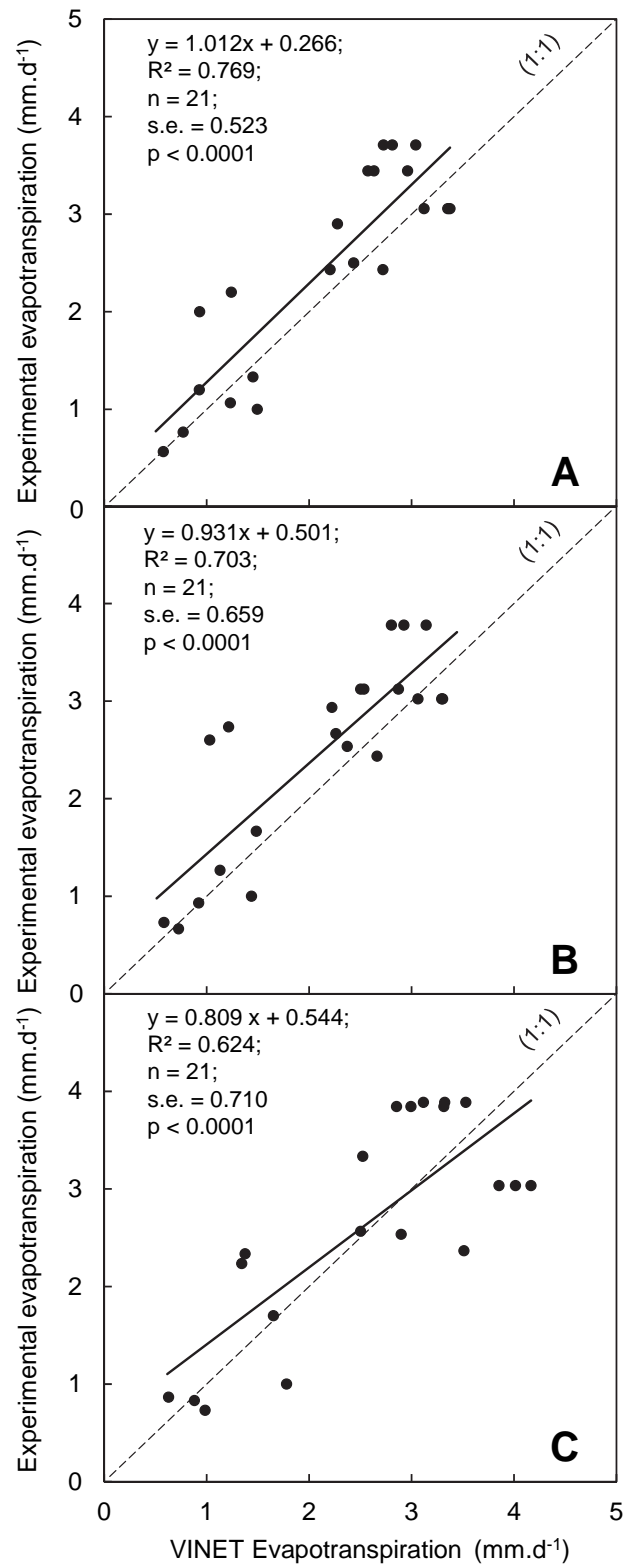 5
4
3
2
1
0
Experimental evapotranspiration (mm.d⁻¹)
y = 1.012x + 0.266;
R² = 0.769;
n = 21;
s.e. = 0.523
p < 0.0001
(1:1)
A
4
3
2
1
0
Experimental evapotranspiration (mm.d⁻¹)
y = 0.931x + 0.501;
R² = 0.703;
n = 21;
s.e. = 0.659
p < 0.0001
(1:1)
B
4
3
2
1
0
Experimental evapotranspiration (mm.d⁻¹)
y = 0.809 x + 0.544;
R² = 0.624;
n = 21;
s.e. = 0.710
p < 0.0001
(1:1)
C
0 1 2 3 4 5
VINET Evapotranspiration (mm.d⁻¹)